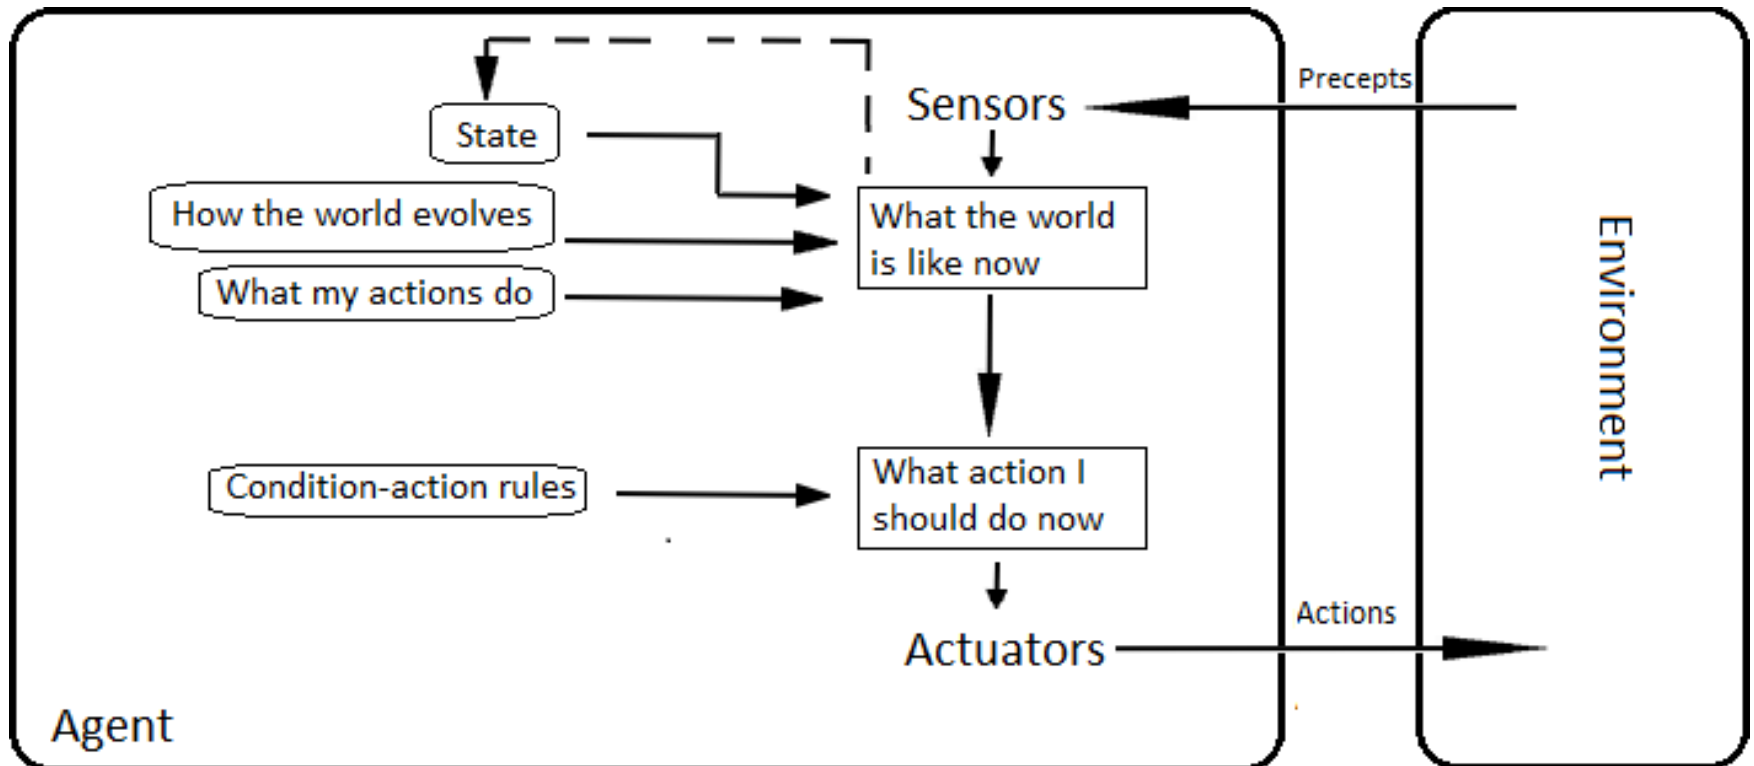 Precepts
Sensors
State
How the world evolves
What the world
is like now
What my actions do
Environment
Condition-action rules
What action I
should do now
Actions
Actuators
Agent